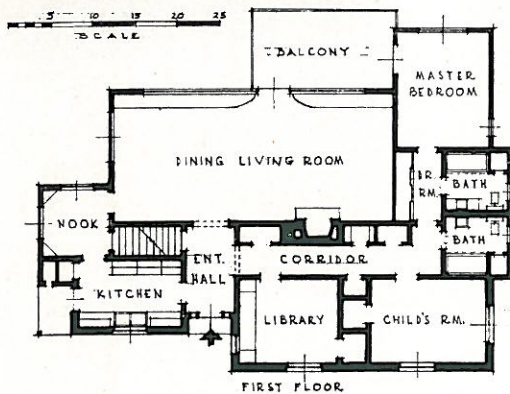 5 10 15 20 25
SCALE
BALCONY
MASTER
BEDROOM
DINING LIVING ROOM
DR.
RM.
BATH
NOOK
BATH
ENT.
HALL
CORRIDOR
KITCHEN
LIBRARY
CHILD'S RM.
FIRST FLOOR